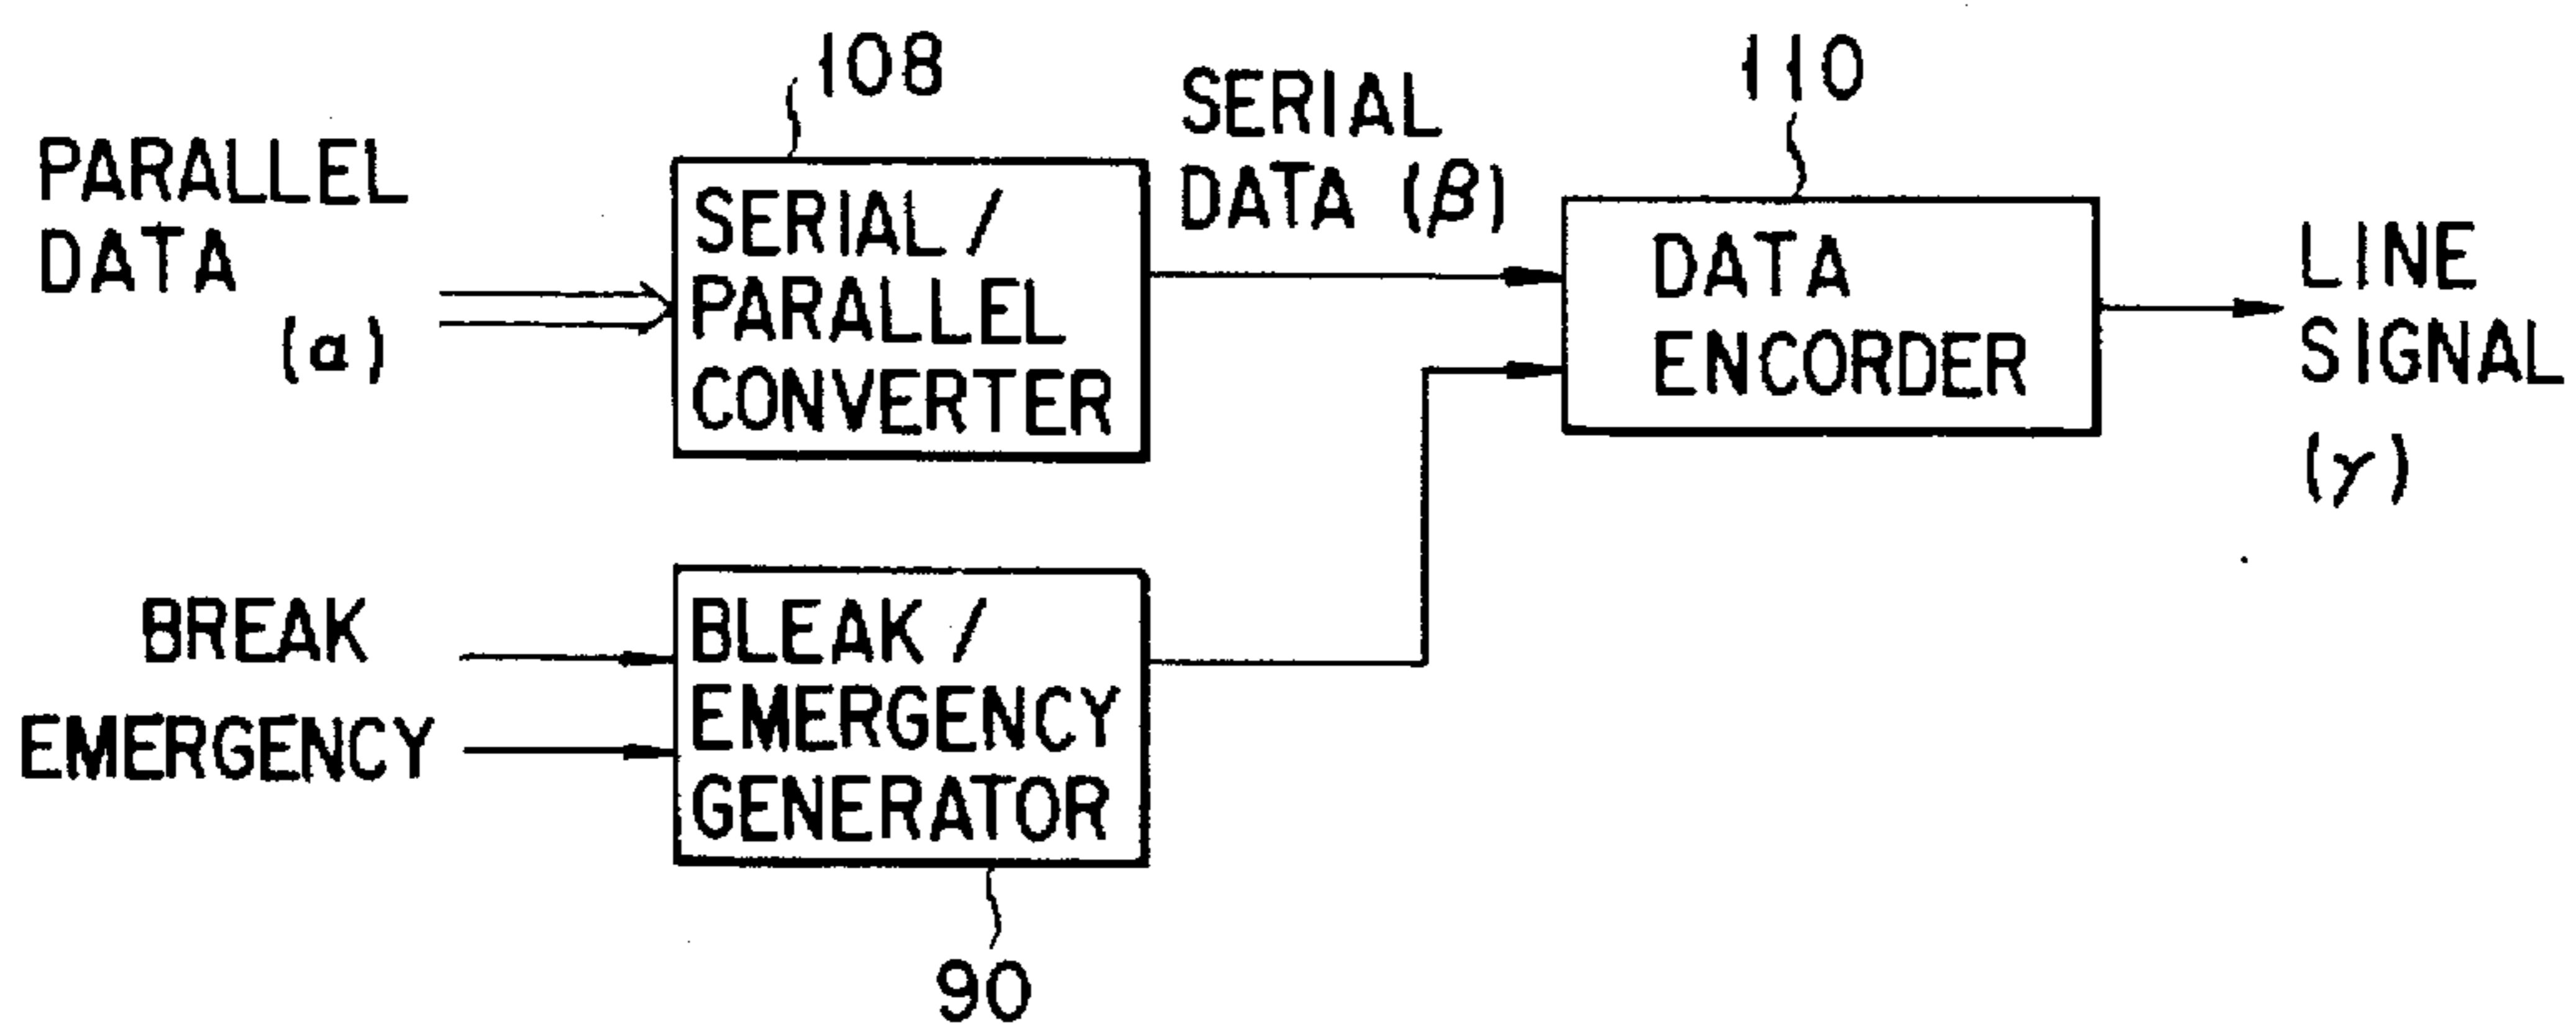 108
110
PARALLEL
DATA
(α)
SERIAL /
PARALLEL
CONVERTER
SERIAL
DATA (β)
DATA
ENCORDER
LINE
SIGNAL
(γ)
BREAK
EMERGENCY
BLEAK /
EMERGENCY
GENERATOR
90